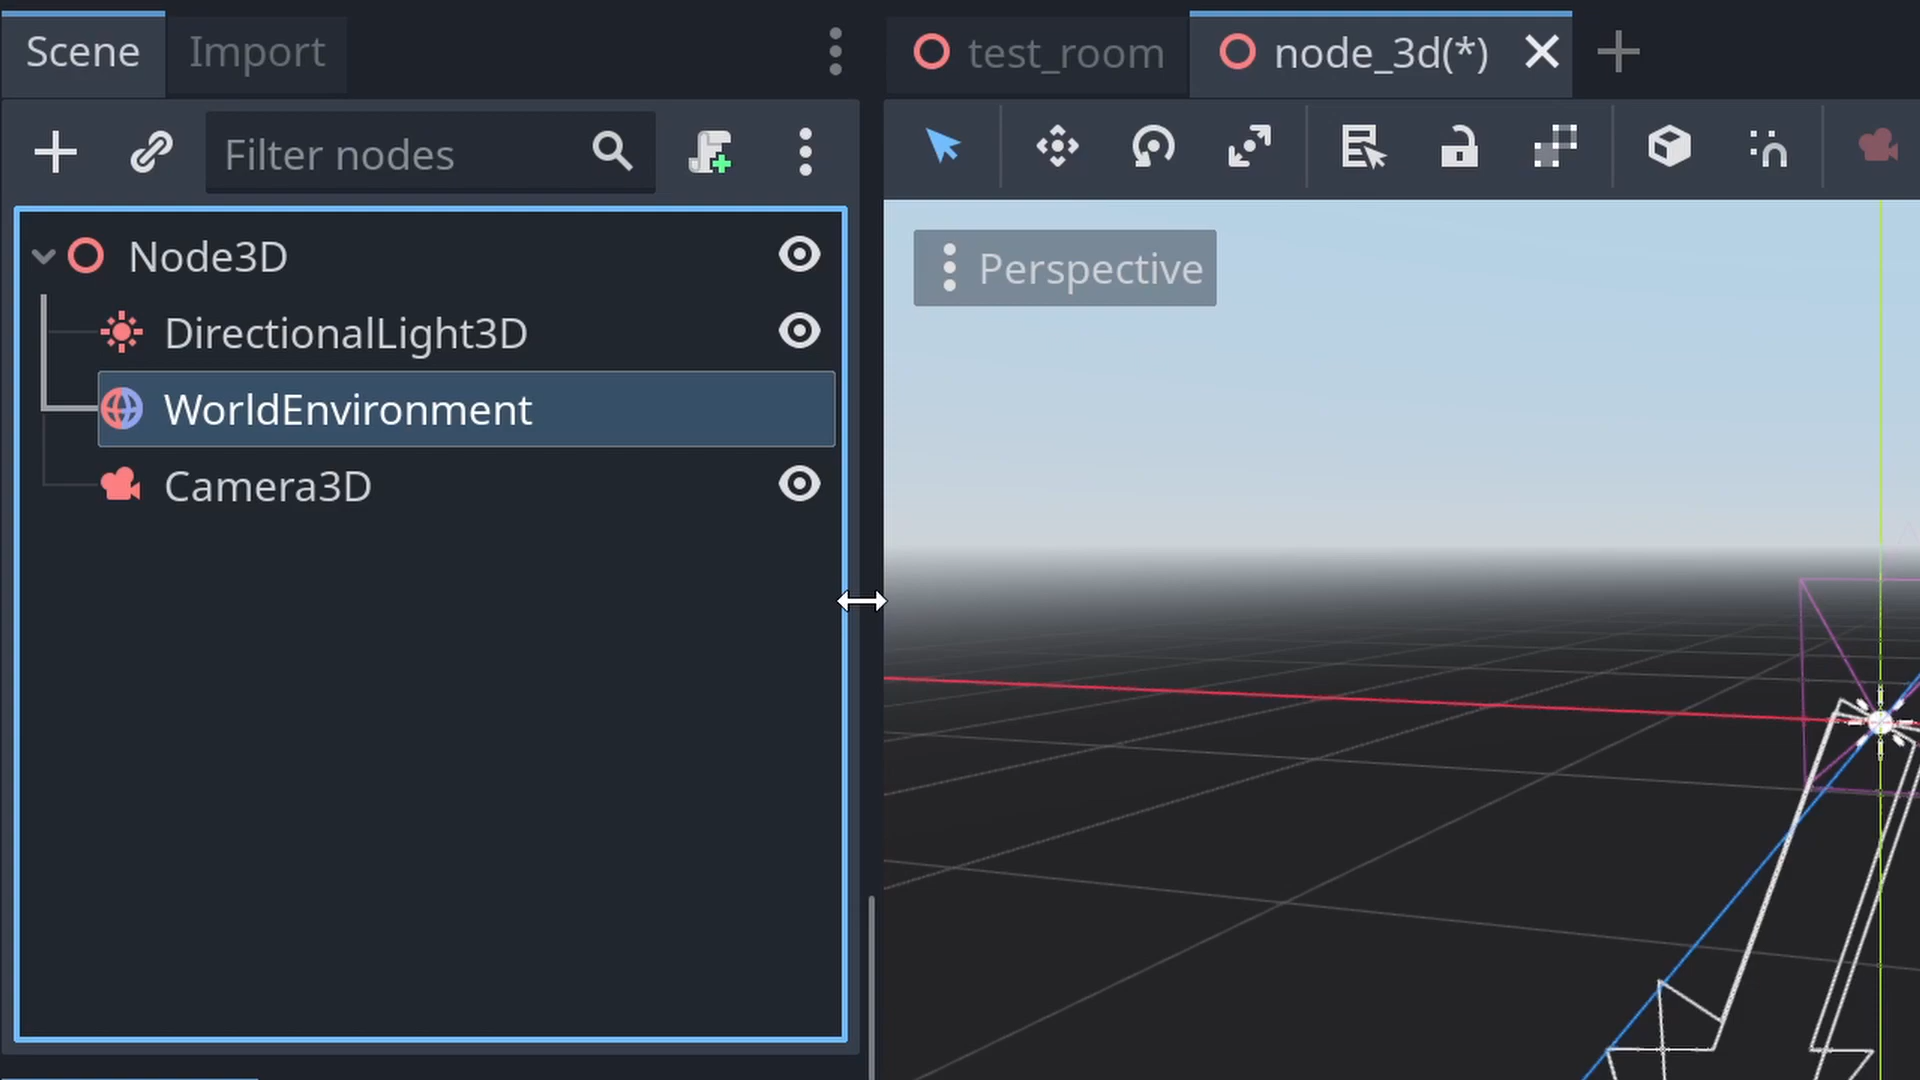 Scene
Import
test_room
node_3d(*)
Filter nodes
Perspective
Node3D
DirectionalLight3D
WorldEnvironment
Camera3D